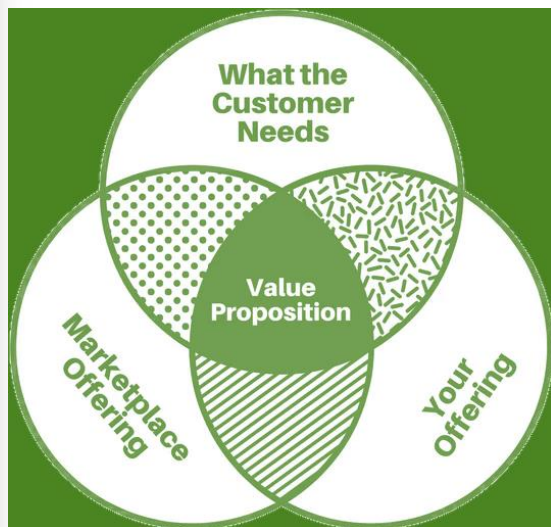 What the
Customer
Needs
Value
Proposition
Marketplace
Offering
Your
Offering